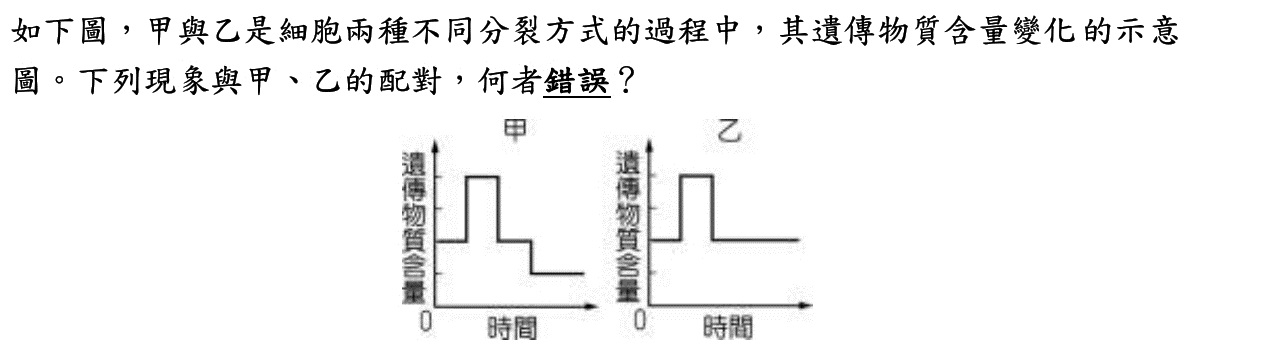 如下圖，甲與乙是細胞兩種不同分裂方式的過程中，其遺傳物質含量變化的示意
圖。下列現象與甲、乙的配對，何者錯誤？
甲
遺傳物質含量
0
時間
乙
遺傳物質含量
0
時間